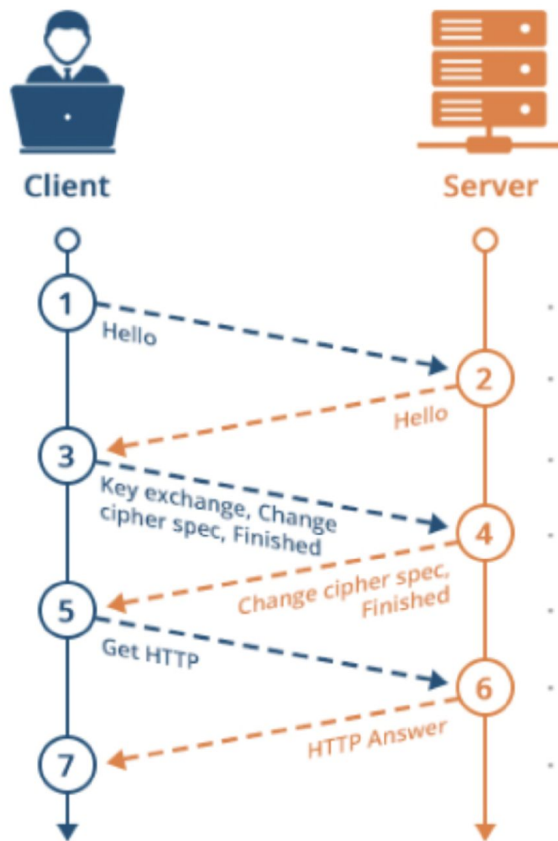 Client
Server
1
Hello
2
Hello
3
Key exchange, Change
cipher spec, Finished
4
Change cipher spec,
Finished
5
Get HTTP
6
HTTP Answer
7